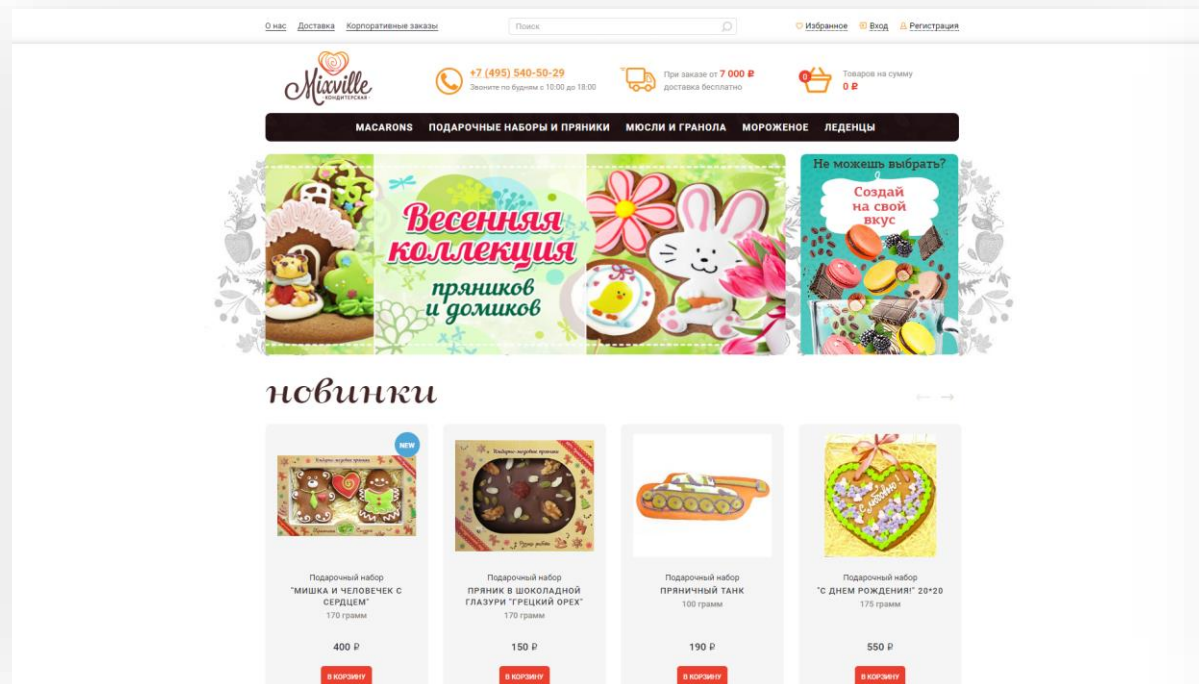 О нас Доставка Корпоративные заказы Поиск Избранное Вход Регистрация
Mixville
КОНДИТЕРСКАЯ
+7 (495) 540-50-29
Звоните по будням с 10:00 до 18:00
При заказе от 7 000 ₽
доставка бесплатно
0
Товаров на сумму
0 ₽
MACARONS ПОДАРОЧНЫЕ НАБОРЫ И ПРЯНИКИ МЮСЛИ И ГРАНОЛА МОРОЖЕНОЕ ЛЕДЕНЦЫ
Весенняя
коллекция
пряников
и домиков
Не можешь выбрать?
Создай
на свой
вкус
новинки
NEW
Подарочный набор
"МИШКА И ЧЕЛОВЕЧЕК С
СЕРДЦЕМ"
170 грамм
400 ₽
В КОРЗИНУ
Подарочный набор
ПРЯНИК В ШОКОЛАДНОЙ
ГЛАЗУРИ "ГРЕЦКИЙ ОРЕХ"
170 грамм
150 ₽
В КОРЗИНУ
Подарочный набор
ПРЯНИЧНЫЙ ТАНК
100 грамм
190 ₽
В КОРЗИНУ
С любовью
Подарочный набор
"С ДНЕМ РОЖДЕНИЯ!" 20*20
175 грамм
550 ₽
В КОРЗИНУ